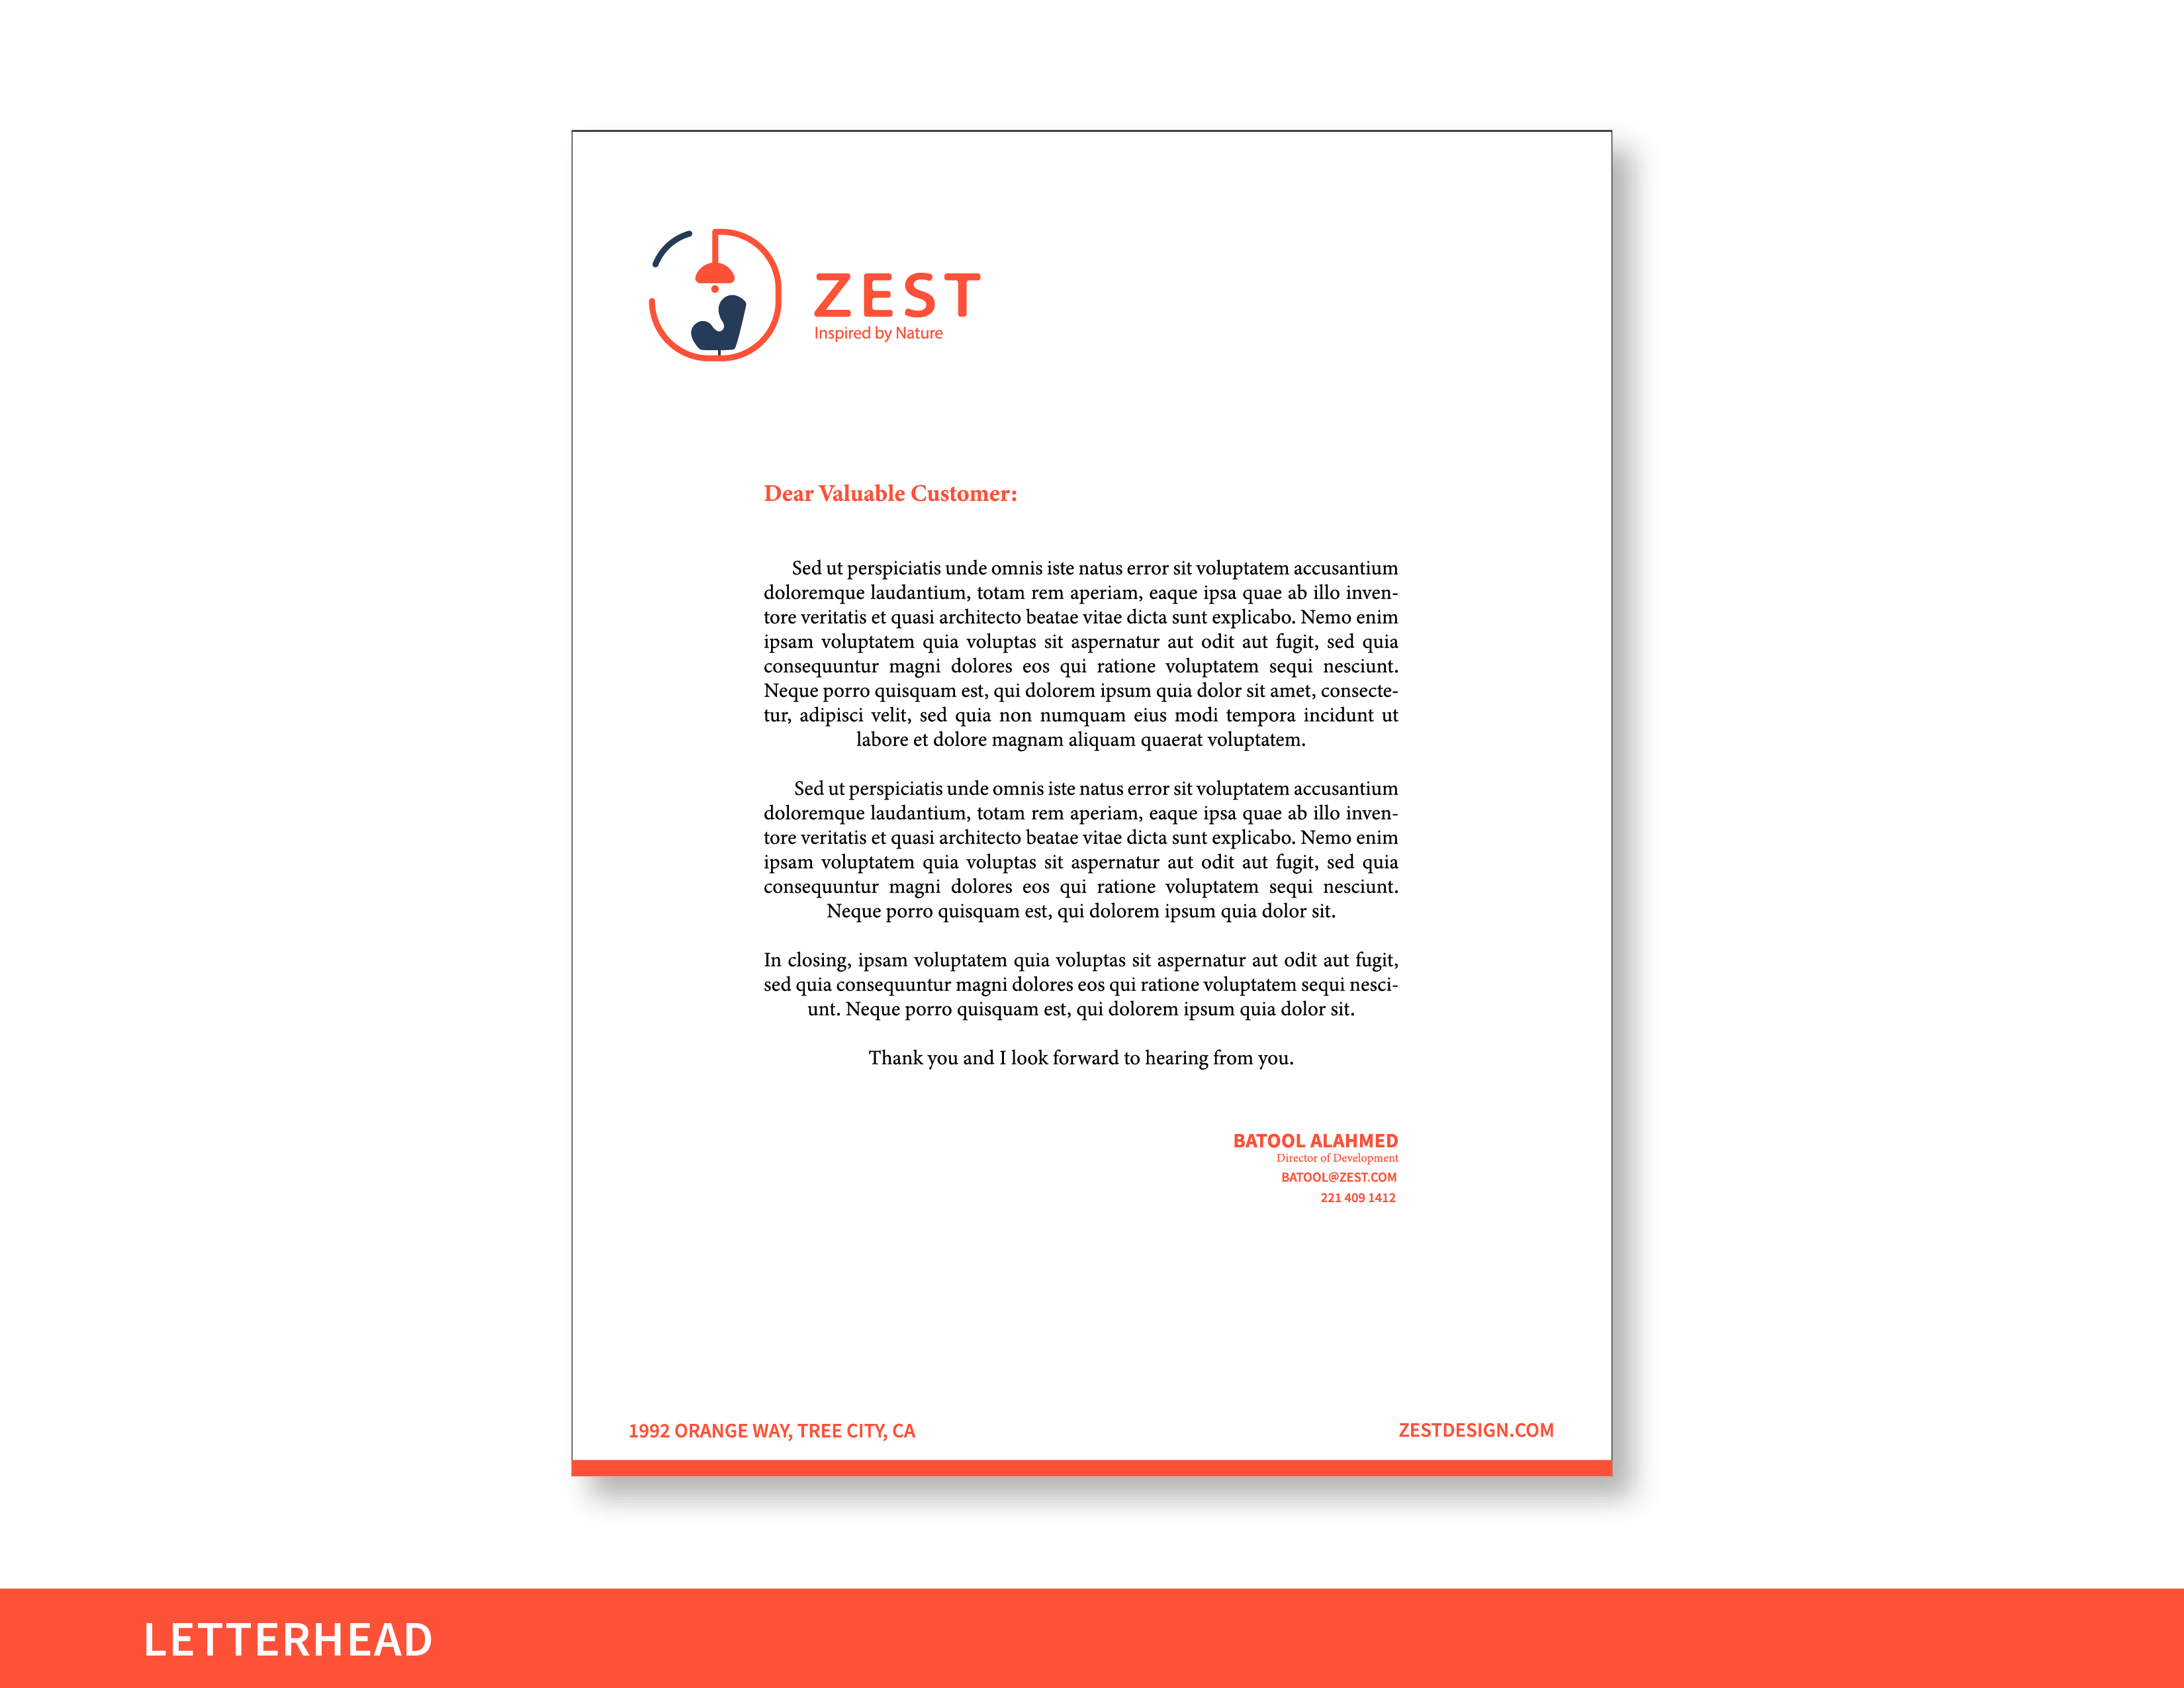 ZEST
Inspired by Nature
Dear Valuable Customer:
Sed ut perspiciatis unde omnis iste natus error sit voluptatem accusantium
doloremque laudantium, totam rem aperiam, eaque ipsa quae ab illo inven-
tore veritatis et quasi architecto beatae vitae dicta sunt explicabo. Nemo enim
ipsam voluptatem quia voluptas sit aspernatur aut odit aut fugit, sed quia
consequuntur magni dolores eos qui ratione voluptatem sequi nesciunt.
Neque porro quisquam est, qui dolorem ipsum quia dolor sit amet, consecte-
tur, adipisci velit, sed quia non numquam eius modi tempora incidunt ut
labore et dolore magnam aliquam quaerat voluptatem.
Sed ut perspiciatis unde omnis iste natus error sit voluptatem accusantium
doloremque laudantium, totam rem aperiam, eaque ipsa quae ab illo inven-
tore veritatis et quasi architecto beatae vitae dicta sunt explicabo. Nemo enim
ipsam voluptatem quia voluptas sit aspernatur aut odit aut fugit, sed quia
consequuntur magni dolores eos qui ratione voluptatem sequi nesciunt.
Neque porro quisquam est, qui dolorem ipsum quia dolor sit.
In closing, ipsam voluptatem quia voluptas sit aspernatur aut odit aut fugit,
sed quia consequuntur magni dolores eos qui ratione voluptatem sequi nesci-
unt. Neque porro quisquam est, qui dolorem ipsum quia dolor sit.
Thank you and I look forward to hearing from you.
BATOOL ALAHMED
Director of Development
BATOOL@ZEST.COM
221 409 1412
1992 ORANGE WAY, TREE CITY, CA
ZESTDESIGN.COM
LETTERHEAD